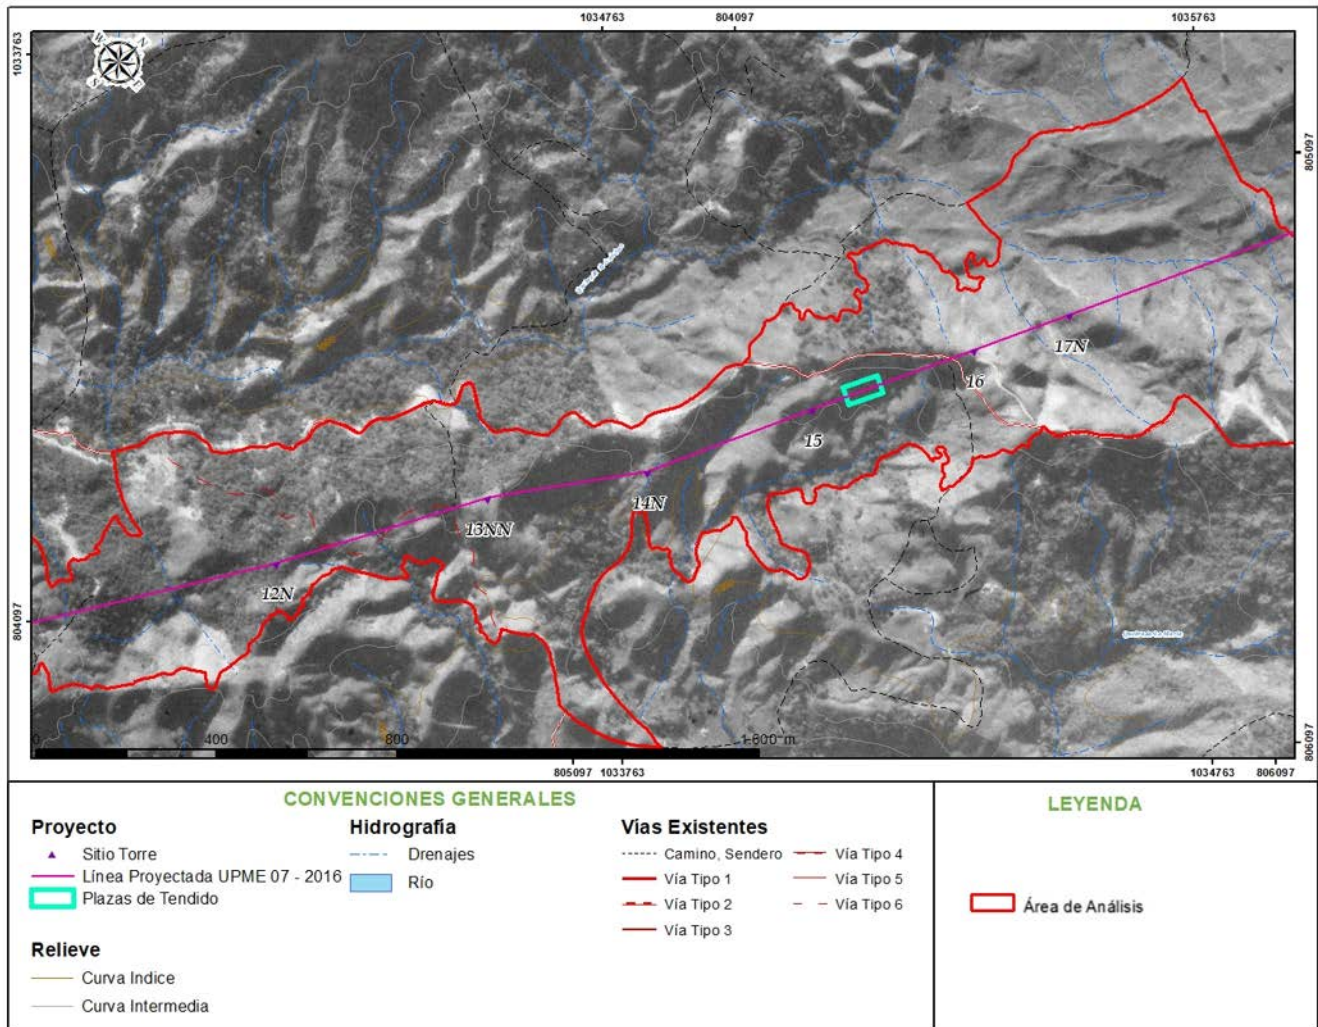 1034763 804097 1035763
1033763
W N
S E
805097
17N
16
15
14N
13NN
12N
804097
806097
0 400 800 1.600 m
805097 1033763 1034763 806097
CONVENCIONES GENERALES
Proyecto
Sitio Torre
Línea Proyectada UPME 07 - 2016
Plazas de Tendido
Relieve
Curva Indice
Curva Intermedia
Hidrografía
Drenajes
Río
Vías Existentes
Camino, Sendero
Vía Tipo 1
Vía Tipo 2
Vía Tipo 3
Vía Tipo 4
Vía Tipo 5
Vía Tipo 6
LEYENDA
Área de Análisis